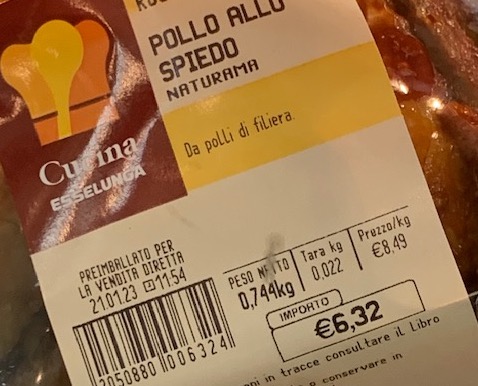 POLLO ALLO
SPIEDO
NATURAMA
Da polli di filiera.
Cucina
ESSELUNGA
PREIMBALLATO PER
LA VENDITA DIRETTA
21.01.23 11:54
PESO NETTO
0,744kg
Tara kg
0.022
Prezzo/kg
€8,49
IMPORTO
€6,32
2050880 006324
in tracce consultare il Libro
e conservare in